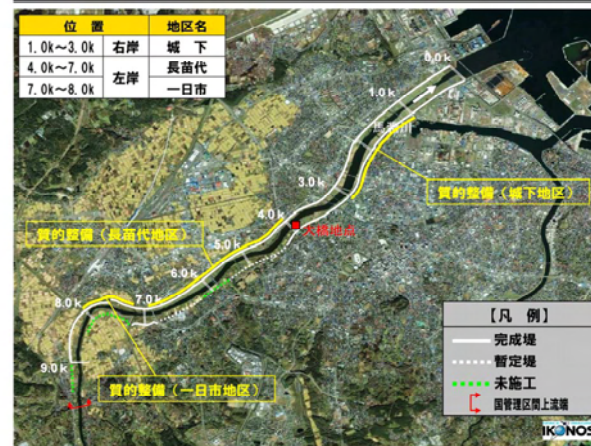 位 置 地区名
1.0k～3.0k 右岸 城 下
4.0k～7.0k 左岸 長苗代
7.0k～8.0k 一日市
0.0k
1.0k
馬淵川
3.0k
質的整備（城下地区）
4.0k
大橋地点
質的整備（長苗代地区）
5.0k
6.0k
7.0k
8.0k
9.0k
質的整備（一日市地区）
【凡 例】
完成堤
暫定堤
未施工
国管理区間上流端
IKONOS